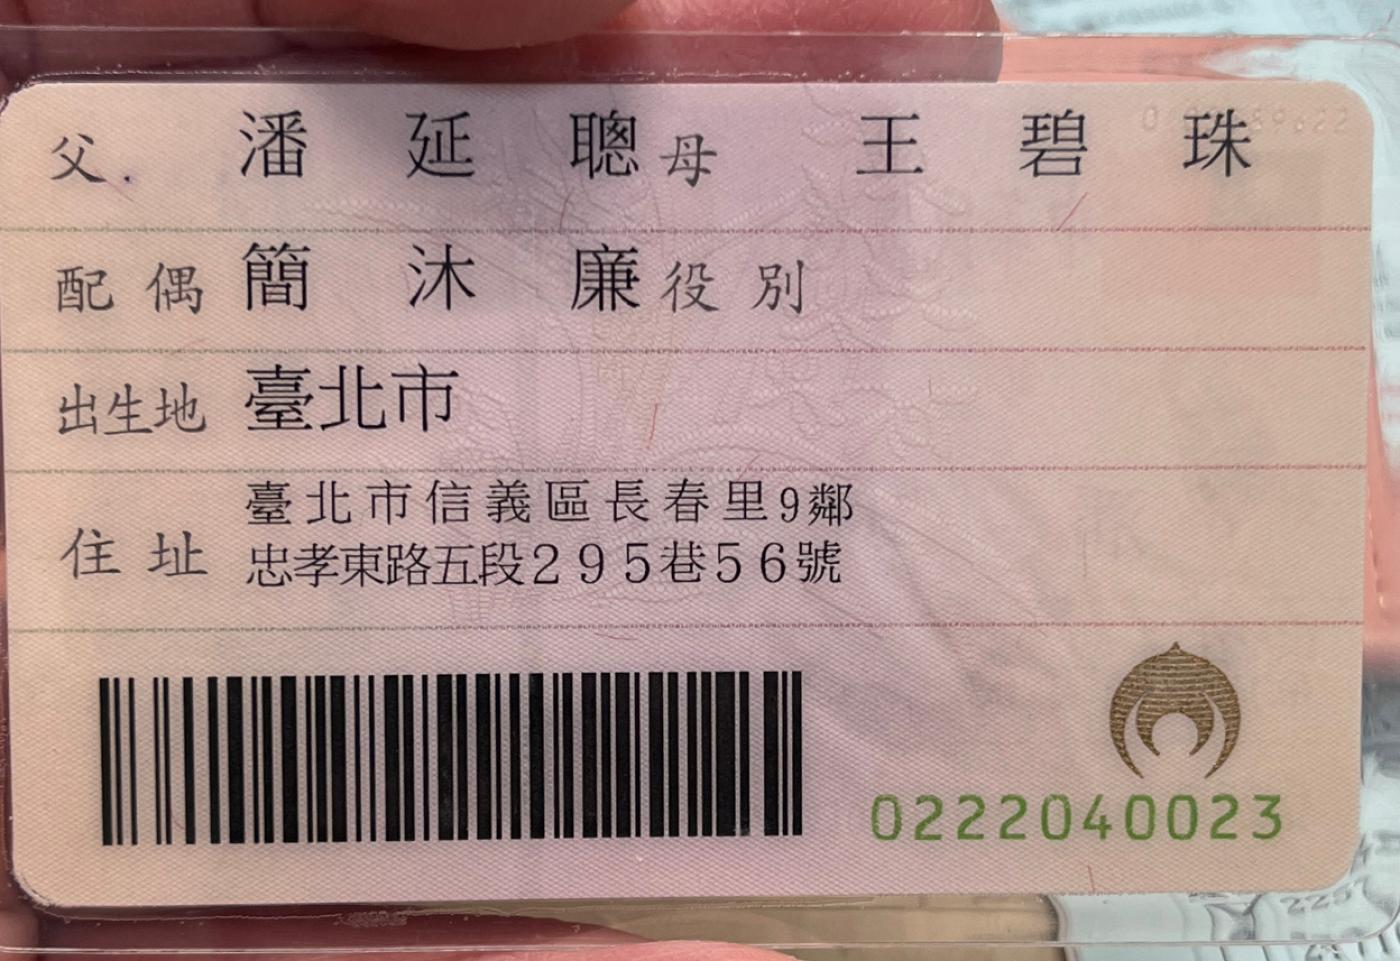 父 潘延聰 母 王碧珠
配偶 簡沐廉 役別
出生地 臺北市
住址 臺北市信義區長春里9鄰
忠孝東路五段295巷56號
0222040023